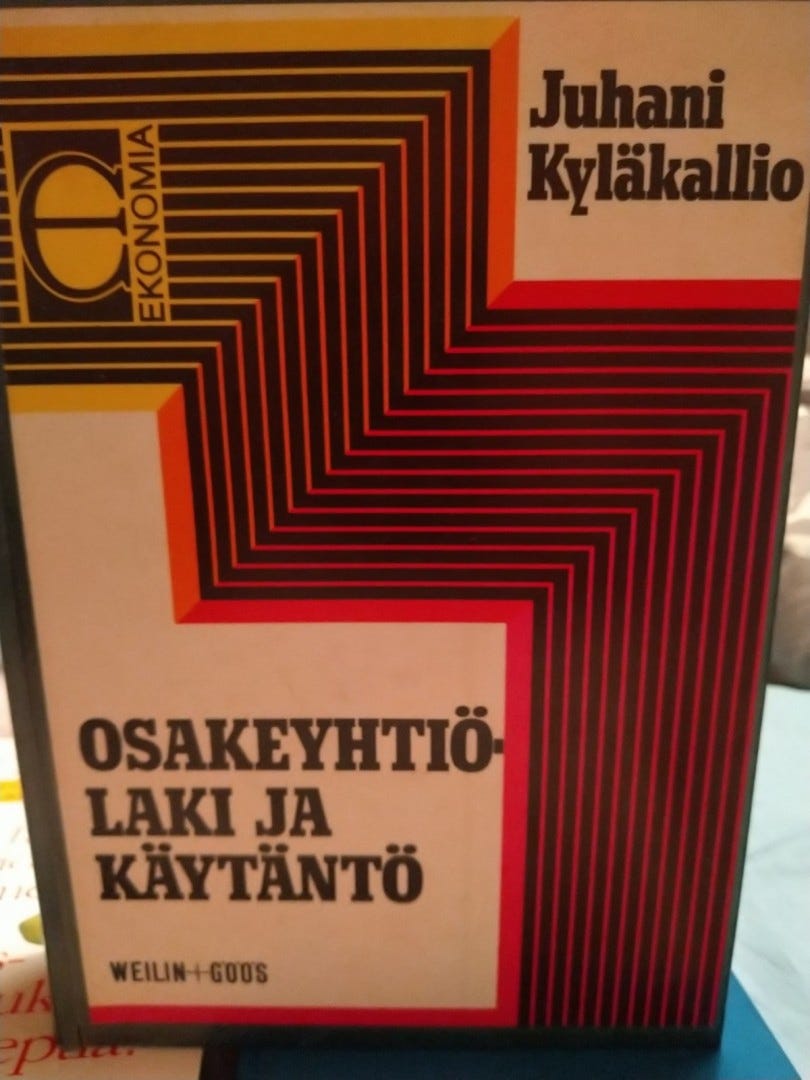 Juhani
Kyläkallio
EKONOMIA
OSAKEYHTIÖ-
LAKI JA
KÄYTÄNTÖ
WEILIN+GÖÖS